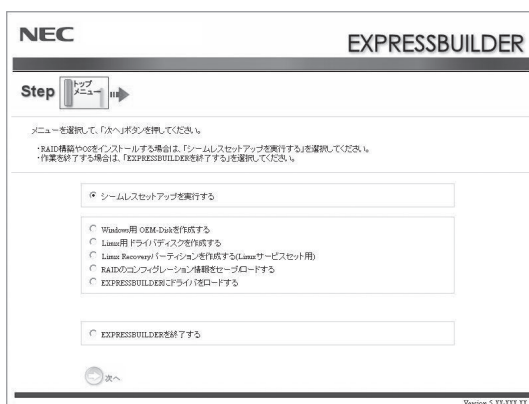 NEC
EXPRESSBUILDER
Step トップ
メニュー
メニューを選択して、「次へ」ボタンを押してください。
・RAID構築やOSをインストールする場合は、「シームレスセットアップを実行する」を選択してください。
・作業を終了する場合は、「EXPRESSBUILDERを終了する」を選択してください。
シームレスセットアップを実行する
Windows用 OEM-Diskを作成する
Linux用 ドライバディスクを作成する
Linux Recoveryパーティションを作成する(Linuxサービスセット用)
RAIDのコンフィグレーション情報をセーブ/ロードする
EXPRESSBUILDERにドライバをロードする
EXPRESSBUILDERを終了する
次へ
Version 5.XX-XXX.XX